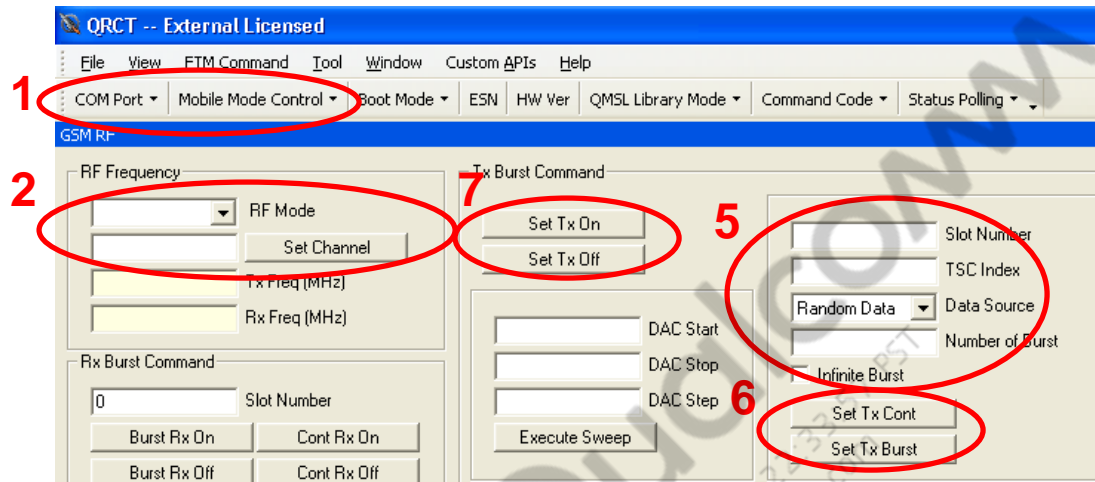 QRCT -- External Licensed
File View FTM Command Tool Window Custom APIs Help
1
COM Port Mobile Mode Control Boot Mode ESN HW Ver QMSL Library Mode Command Code Status Polling
GSM RF
RF Frequency
2
RF Mode
Set Channel
Tx Freq (MHz)
Rx Freq (MHz)
Rx Burst Command
0 Slot Number
Burst Rx On Cont Rx On
Burst Rx Off Cont Rx Off
Tx Burst Command
7
Set Tx On
Set Tx Off
DAC Start
DAC Stop
DAC Step
Execute Sweep
5
Slot Number
TSC Index
Random Data Data Source
Number of Burst
Infinite Burst
6
Set Tx Cont
Set Tx Burst
Qualcomm
PST